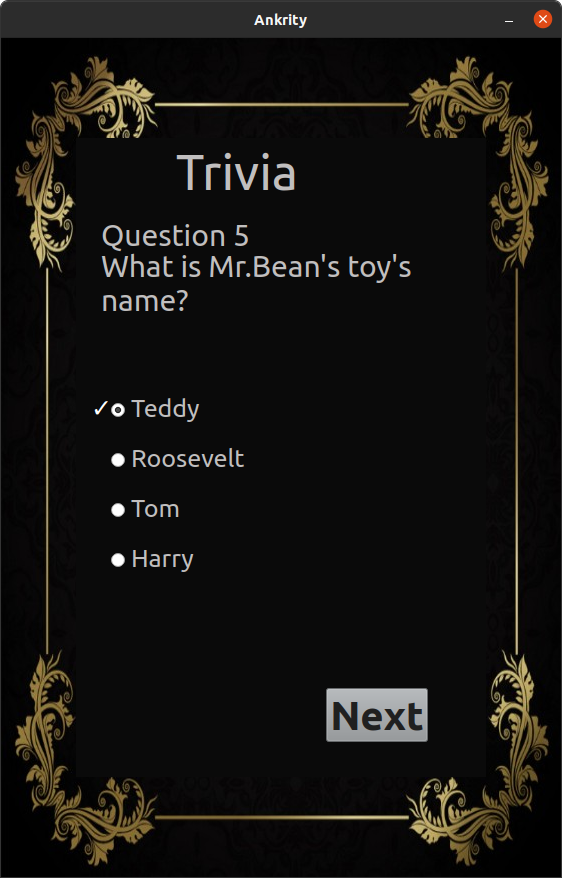 Ankrity
Trivia
Question 5
What is Mr.Bean's toy's
name?
✓ Teddy
Roosevelt
Tom
Harry
Next